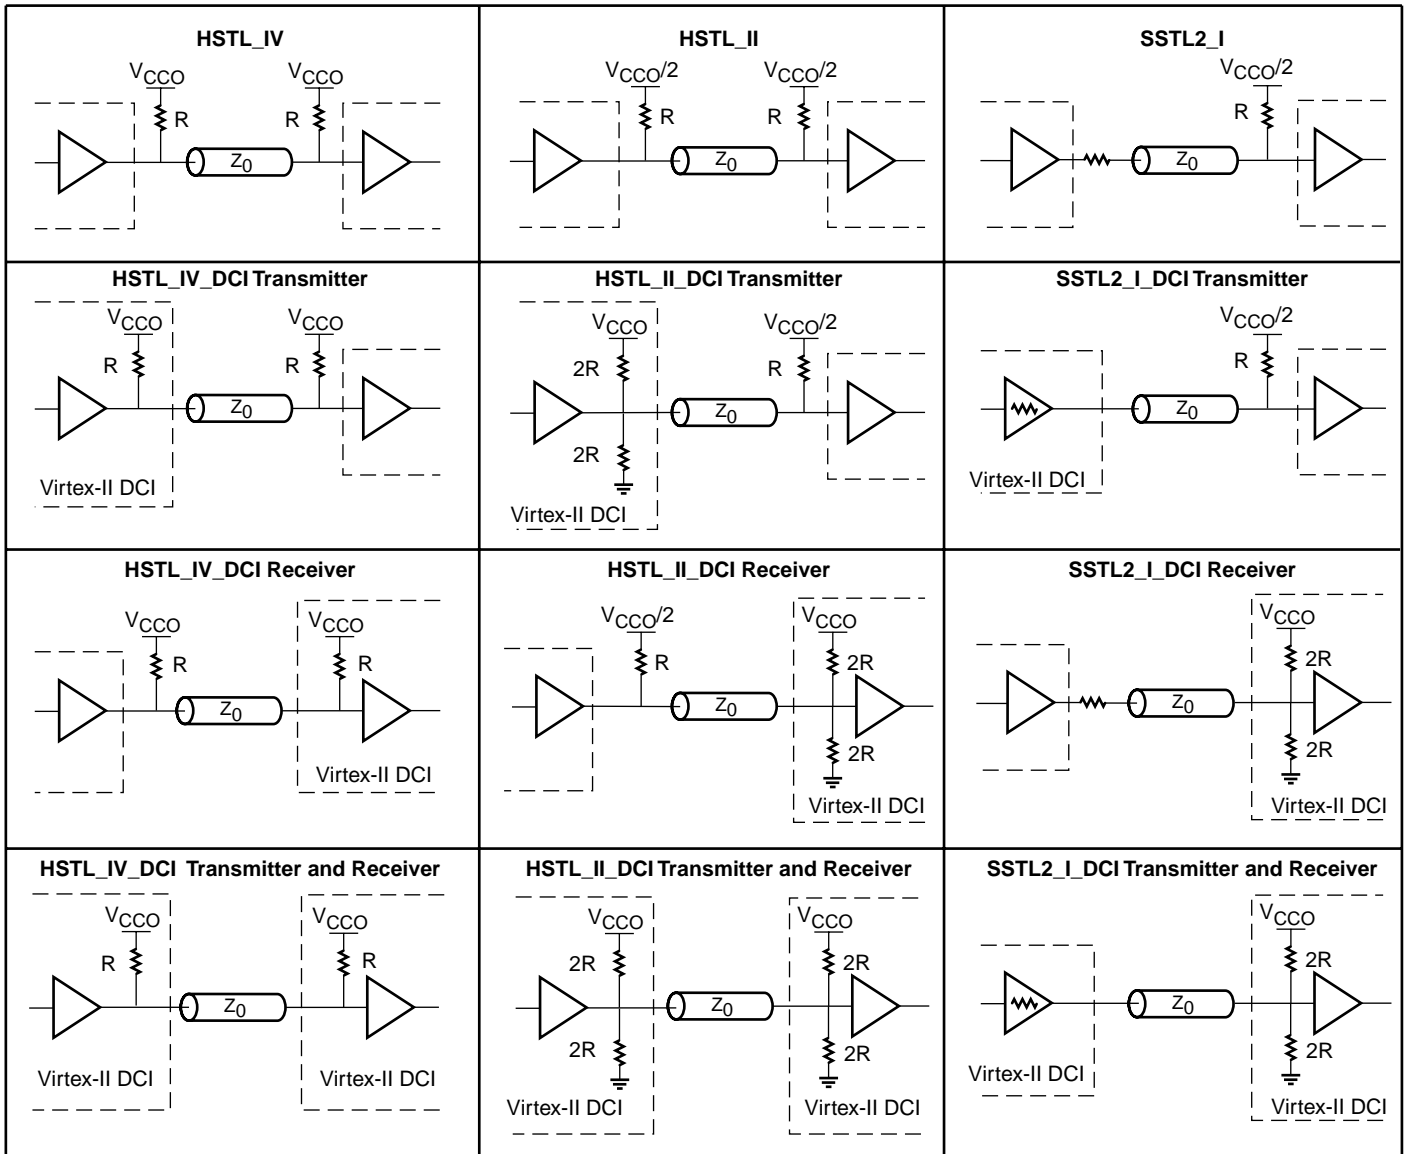 HSTL_IV
VCCO
VCCO
R
R
Z0
HSTL_II
VCCO/2
VCCO/2
R
R
Z0
SSTL2_I
VCCO/2
R
Z0
HSTL_IV_DCI Transmitter
VCCO
VCCO
R
R
Z0
Virtex-II DCI
HSTL_II_DCI Transmitter
VCCO
VCCO/2
2R
R
Z0
2R
Virtex-II DCI
SSTL2_I_DCI Transmitter
VCCO/2
R
Z0
Virtex-II DCI
HSTL_IV_DCI Receiver
VCCO
VCCO
R
R
Z0
Virtex-II DCI
HSTL_II_DCI Receiver
VCCO/2
VCCO
R
2R
Z0
2R
Virtex-II DCI
SSTL2_I_DCI Receiver
VCCO
2R
Z0
2R
Virtex-II DCI
HSTL_IV_DCI Transmitter and Receiver
VCCO
VCCO
R
R
Z0
Virtex-II DCI
Virtex-II DCI
HSTL_II_DCI Transmitter and Receiver
VCCO
VCCO
2R
2R
Z0
2R
2R
Virtex-II DCI
Virtex-II DCI
SSTL2_I_DCI Transmitter and Receiver
VCCO
2R
Z0
2R
Virtex-II DCI
Virtex-II DCI